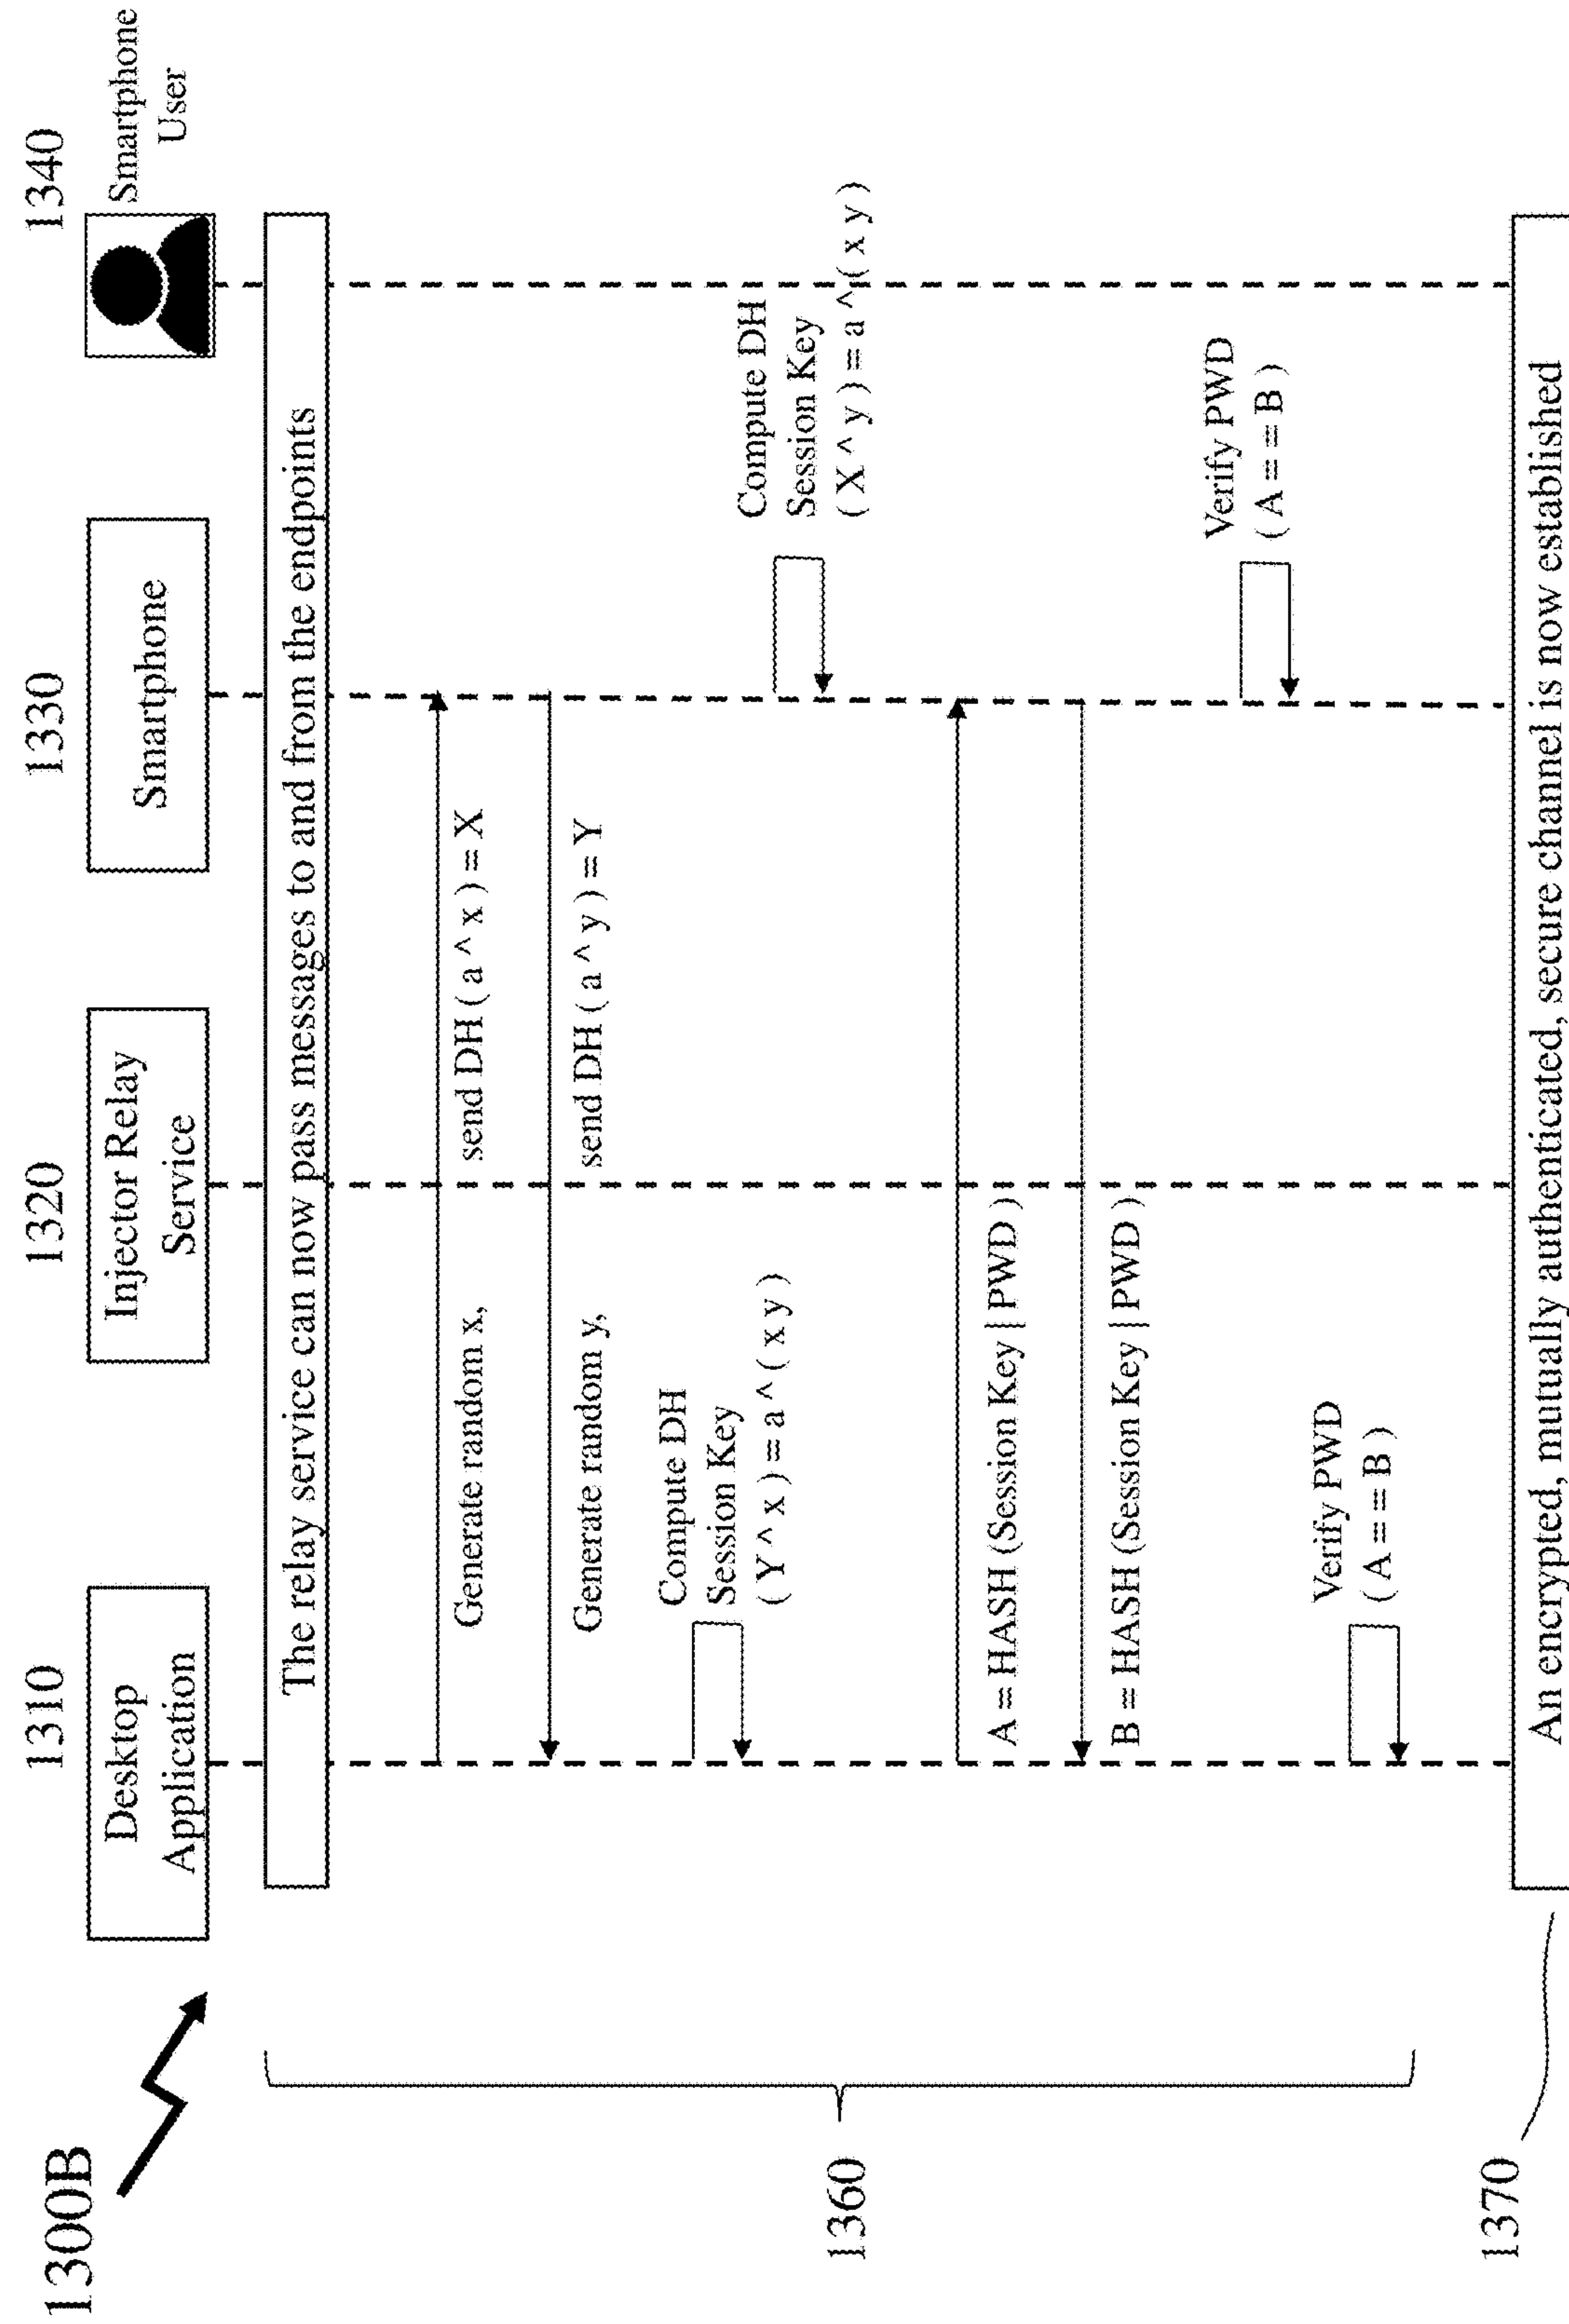 1300B
1310
1320
1330
1340
Desktop
Application
Injector Relay
Service
Smartphone
Smartphone
User
The relay service can now pass messages to and from the endpoints
Generate random x,
send DH ( a ^ x ) = X
Generate random y,
send DH ( a ^ y ) = Y
Compute DH
Session Key
( Y ^ x ) = a ^ ( x y )
Compute DH
Session Key
( X ^ y ) = a ^ ( x y )
1360
A = HASH (Session Key | PWD )
B = HASH (Session Key | PWD )
Verify PWD
( A = = B )
Verify PWD
( A = = B )
1370
An encrypted, mutually authenticated, secure channel is now established